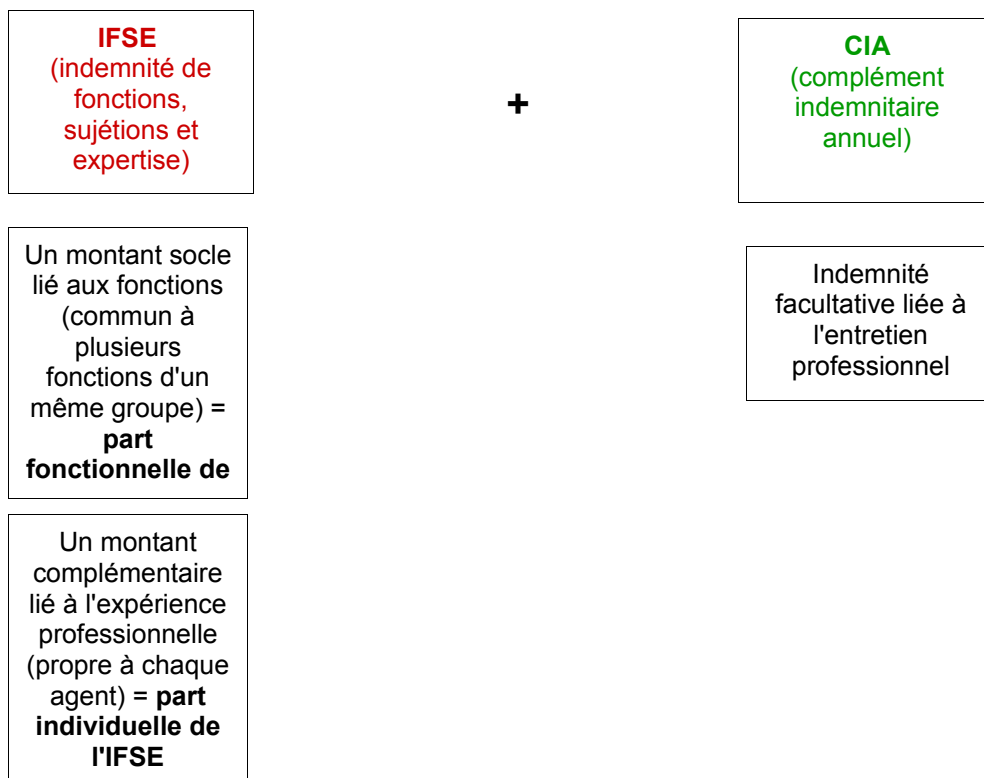 IFSE
(indemnité de
fonctions,
sujétions et
expertise)
+
CIA
(complément
indemnitaire
annuel)
Un montant socle
lié aux fonctions
(commun à
plusieurs
fonctions d'un
même groupe) =
part
fonctionnelle de
Indemnité
facultative liée à
l'entretien
professionnel
Un montant
complémentaire
lié à l'expérience
professionnelle
(propre à chaque
agent) = part
individuelle de
l'IFSE